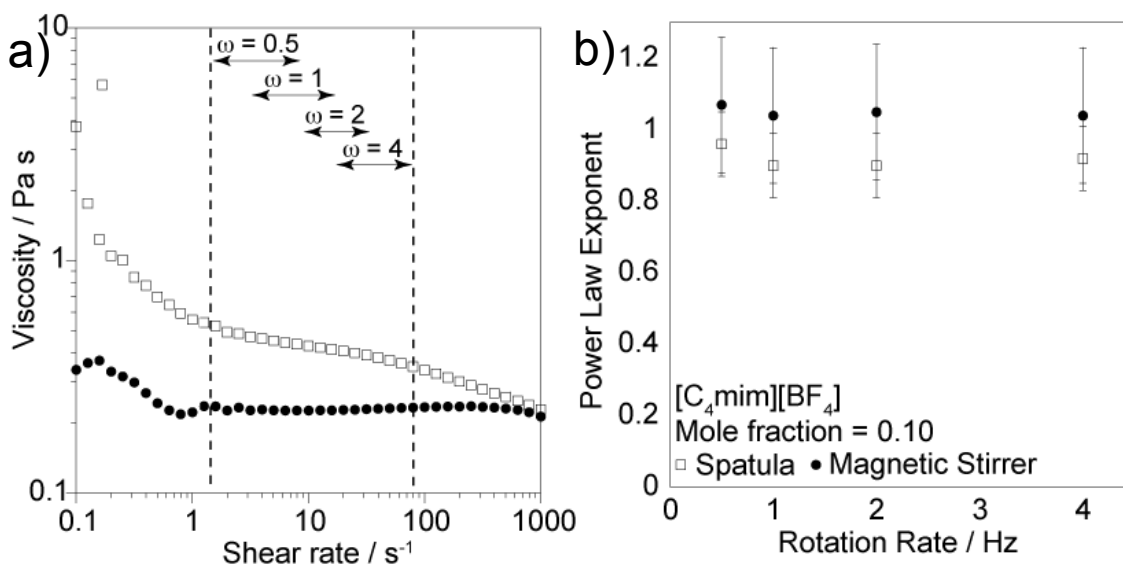 a)
10
1
0.1
Viscosity / Pa s
ω = 0.5
ω = 1
ω = 2
ω = 4
0.1 1 10 100 1000
Shear rate / s⁻¹
b)
1.2
1
0.8
0.6
0.4
0.2
0
Power Law Exponent
[C₄mim][BF₄]
Mole fraction = 0.10
□ Spatula ● Magnetic Stirrer
0 1 2 3 4
Rotation Rate / Hz